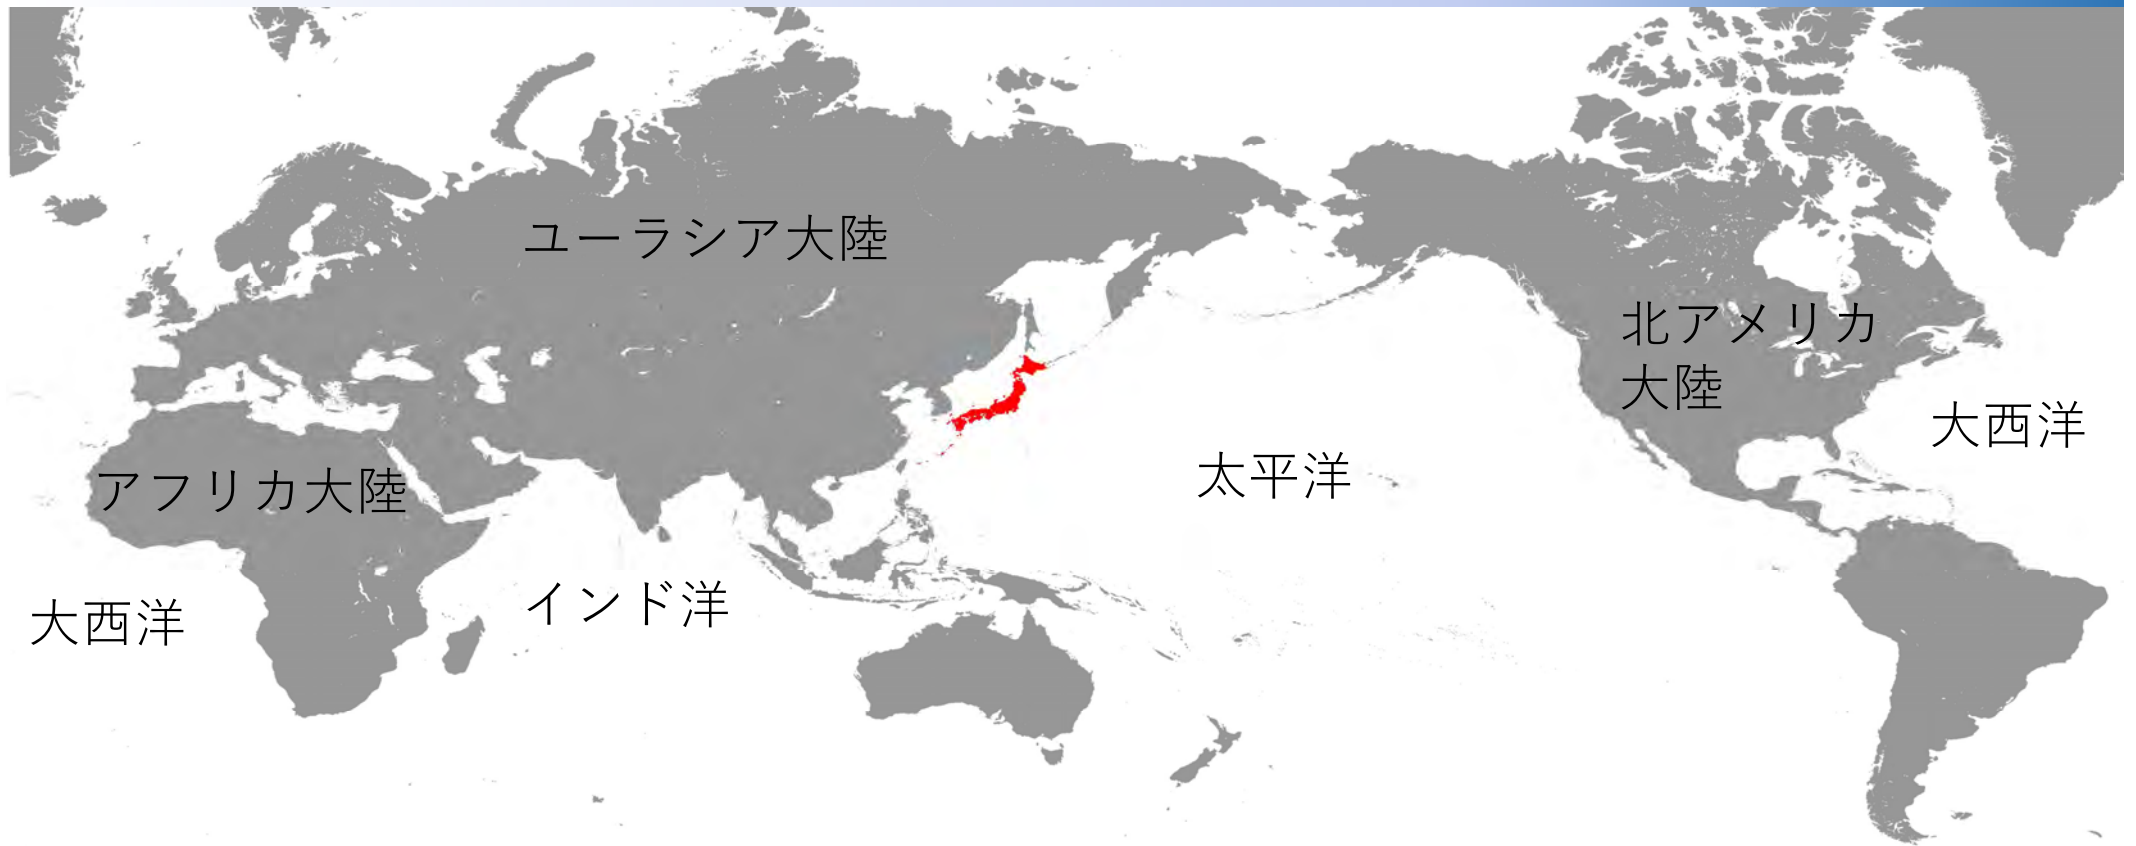 ユーラシア大陸
北アメリカ
大陸
大西洋
太平洋
アフリカ大陸
インド洋
大西洋